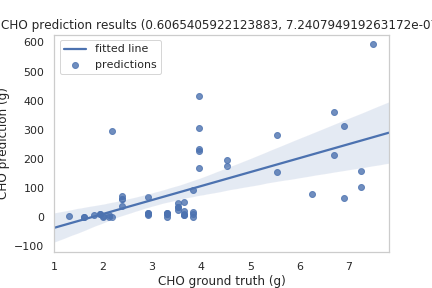 CHO prediction results (0.6065405922123883, 7.240794919263172e-0
fitted line
predictions
CHO prediction (g)
600
500
400
300
200
100
0
−100
1 2 3 4 5 6 7
CHO ground truth (g)